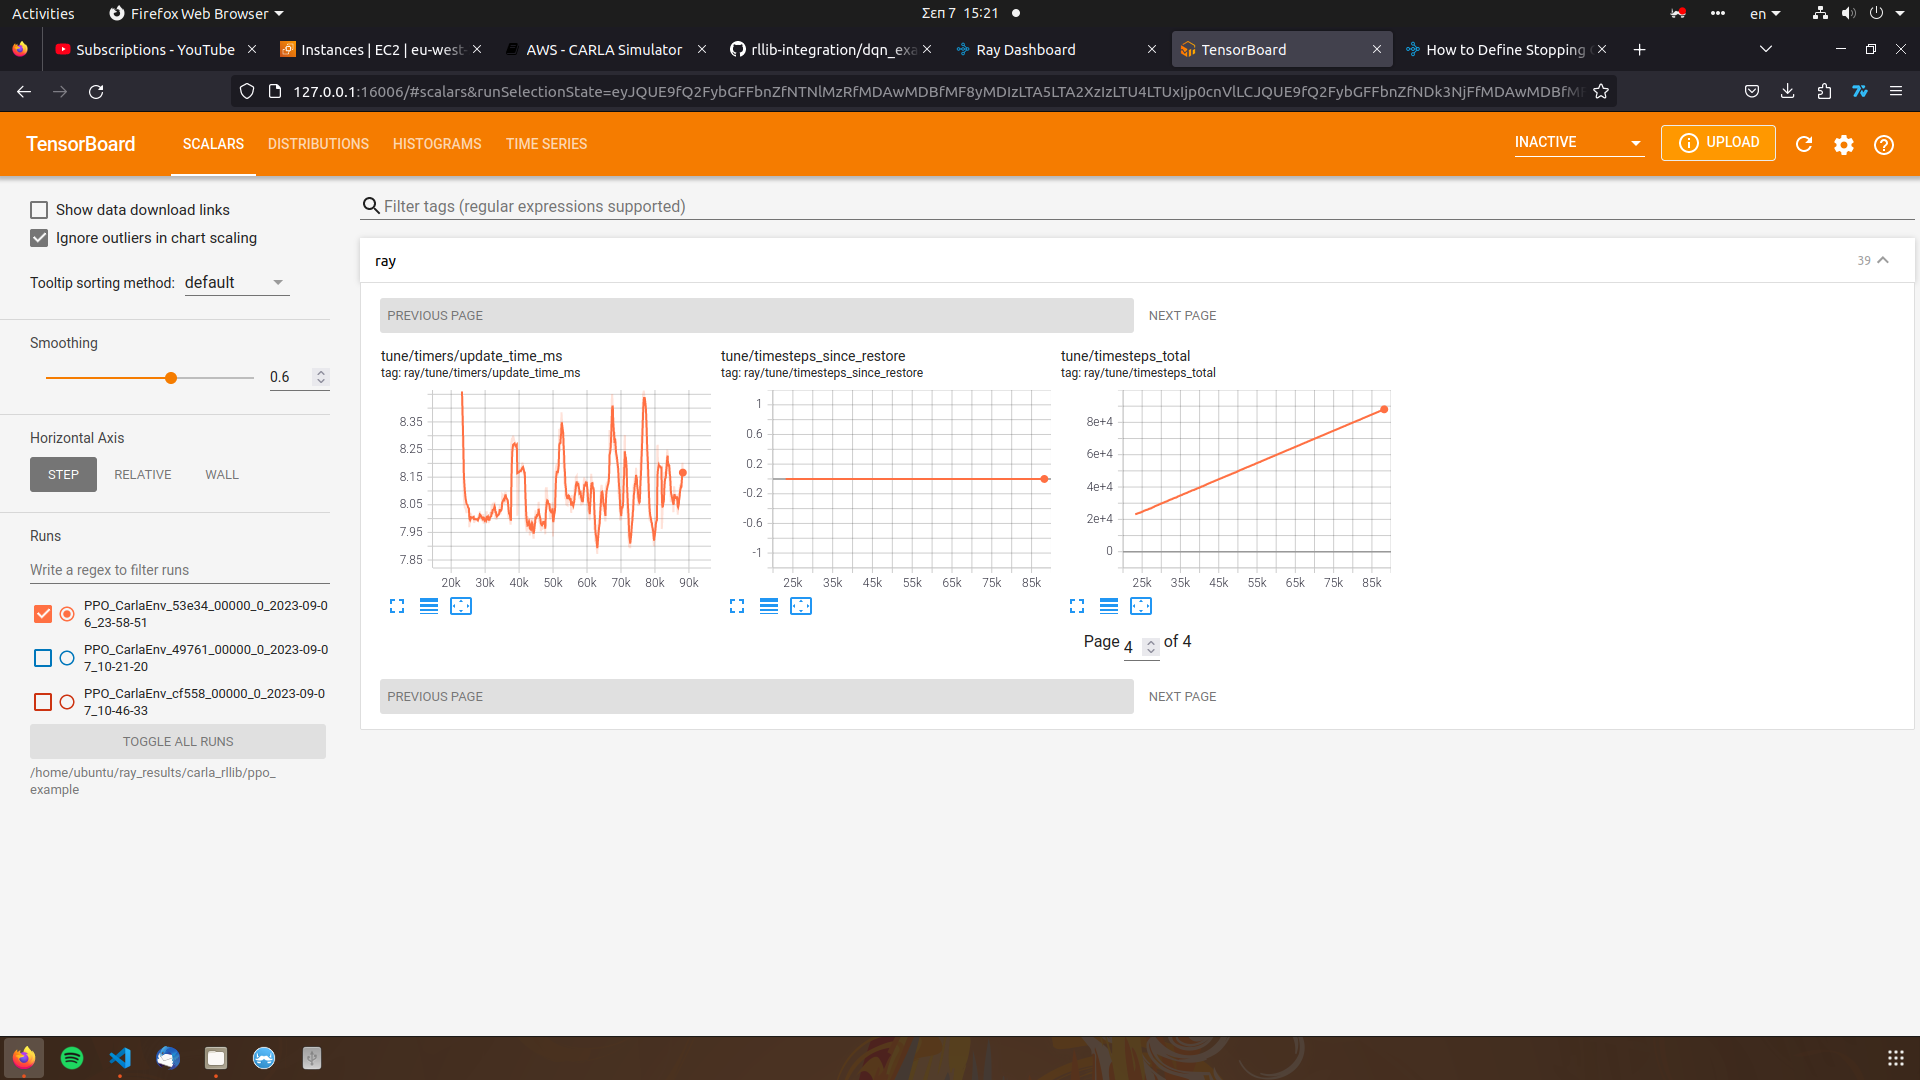 Activities Firefox Web Browser Σεπ 7 15:21 en
Subscriptions - YouTube Instances | EC2 | eu-west- AWS - CARLA Simulator rllib-integration/dqn_exa Ray Dashboard TensorBoard How to Define Stopping
127.0.0.1:16006/#scalars&runSelectionState=
TensorBoard SCALARS DISTRIBUTIONS HISTOGRAMS TIME SERIES INACTIVE UPLOAD
Show data download links
Ignore outliers in chart scaling
Tooltip sorting method: default
Smoothing
0.6
Horizontal Axis
STEP RELATIVE WALL
Runs
Write a regex to filter runs
PPO_CarlaEnv_53e34_00000_0_2023-09-0
6_23-58-51
PPO_CarlaEnv_49761_00000_0_2023-09-0
7_10-21-20
PPO_CarlaEnv_cf558_00000_0_2023-09-0
7_10-46-33
TOGGLE ALL RUNS
/home/ubuntu/ray_results/carla_rllib/ppo_
example
Filter tags (regular expressions supported)
ray 39
PREVIOUS PAGE NEXT PAGE
tune/timers/update_time_ms
tag: ray/tune/timers/update_time_ms
8.35
8.25
8.15
8.05
7.95
7.85
20k 30k 40k 50k 60k 70k 80k 90k
tune/timesteps_since_restore
tag: ray/tune/timesteps_since_restore
1
0.6
0.2
-0.2
-0.6
-1
25k 35k 45k 55k 65k 75k 85k
tune/timesteps_total
tag: ray/tune/timesteps_total
8e+4
6e+4
4e+4
2e+4
0
25k 35k 45k 55k 65k 75k 85k
Page 4 of 4
PREVIOUS PAGE NEXT PAGE